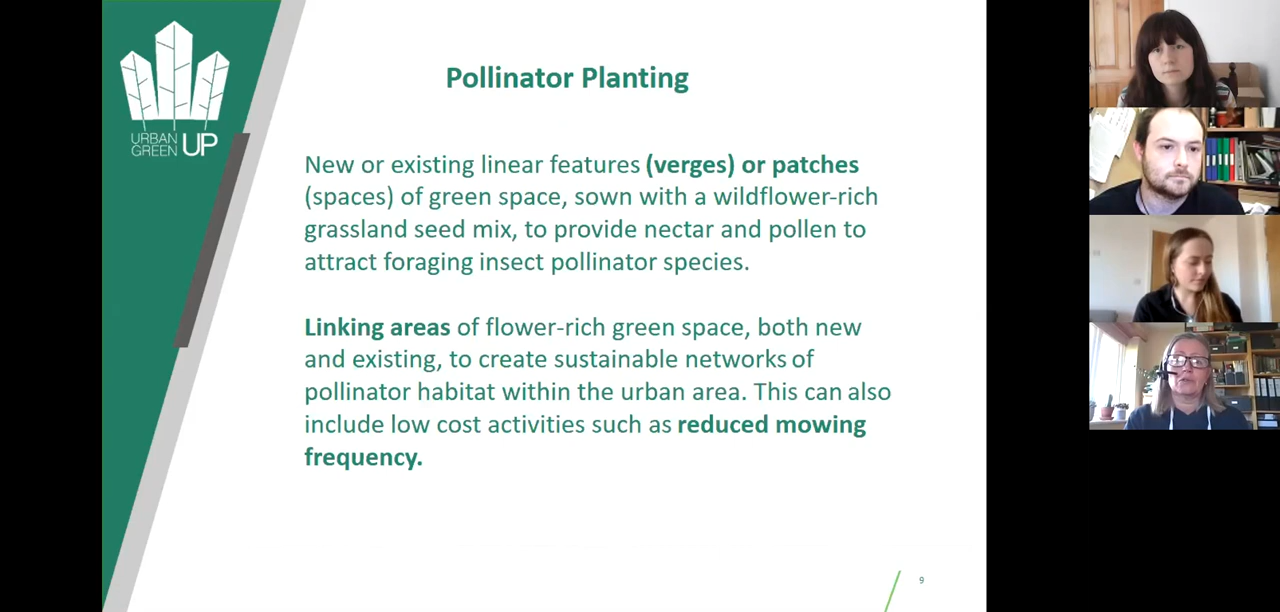 URBAN
GREEN UP
Pollinator Planting
New or existing linear features (verges) or patches
(spaces) of green space, sown with a wildflower-rich
grassland seed mix, to provide nectar and pollen to
attract foraging insect pollinator species.
Linking areas of flower-rich green space, both new
and existing, to create sustainable networks of
pollinator habitat within the urban area. This can also
include low cost activities such as reduced mowing
frequency.
9